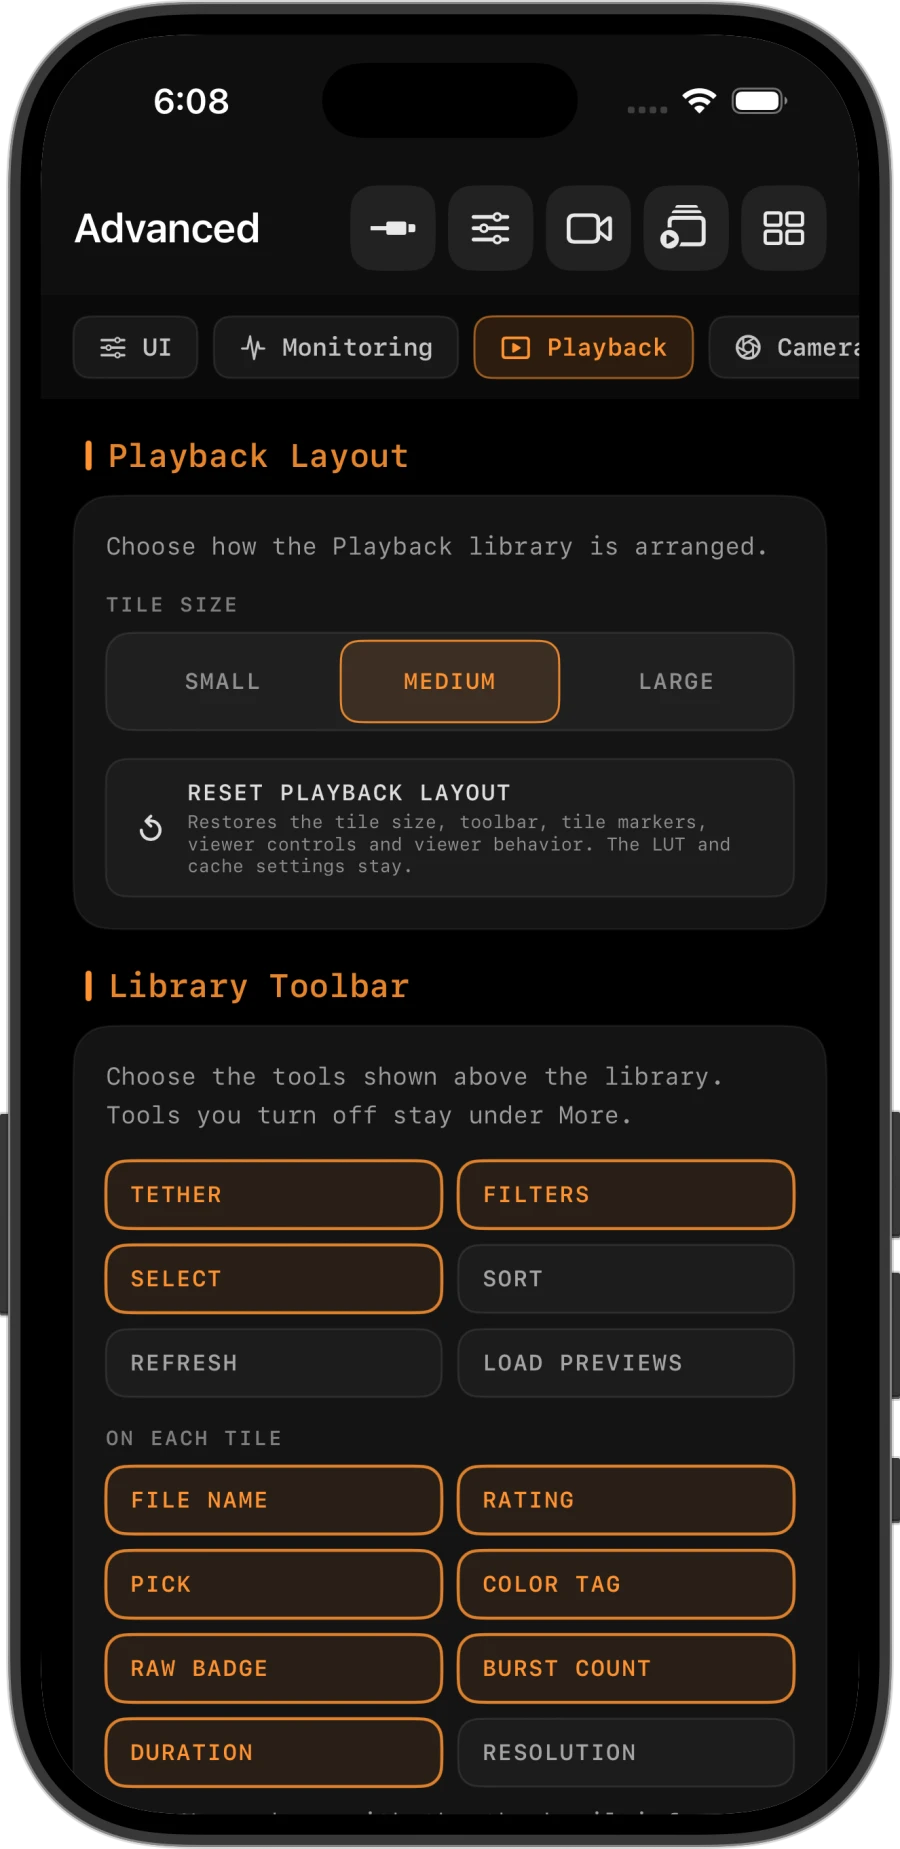 6:08
Advanced
UI
Monitoring
Playback
Camera
Playback Layout
Choose how the Playback library is arranged.
TILE SIZE
SMALL
MEDIUM
LARGE
RESET PLAYBACK LAYOUT
Restores the tile size, toolbar, tile markers,
viewer controls and viewer behavior. The LUT and
cache settings stay.
Library Toolbar
Choose the tools shown above the library.
Tools you turn off stay under More.
TETHER
FILTERS
SELECT
SORT
REFRESH
LOAD PREVIEWS
ON EACH TILE
FILE NAME
RATING
PICK
COLOR TAG
RAW BADGE
BURST COUNT
DURATION
RESOLUTION